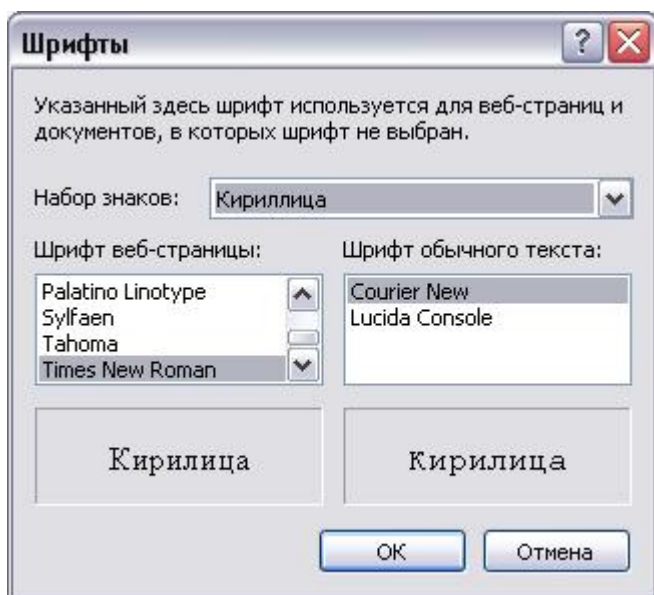 Шрифты
Указанный здесь шрифт используется для веб-страниц и
документов, в которых шрифт не выбран.
Набор знаков: Кириллица
Шрифт веб-страницы:
Palatino Linotype
Sylfaen
Tahoma
Times New Roman
Шрифт обычного текста:
Courier New
Lucida Console
Кирилица
Кирилица
ОК
Отмена